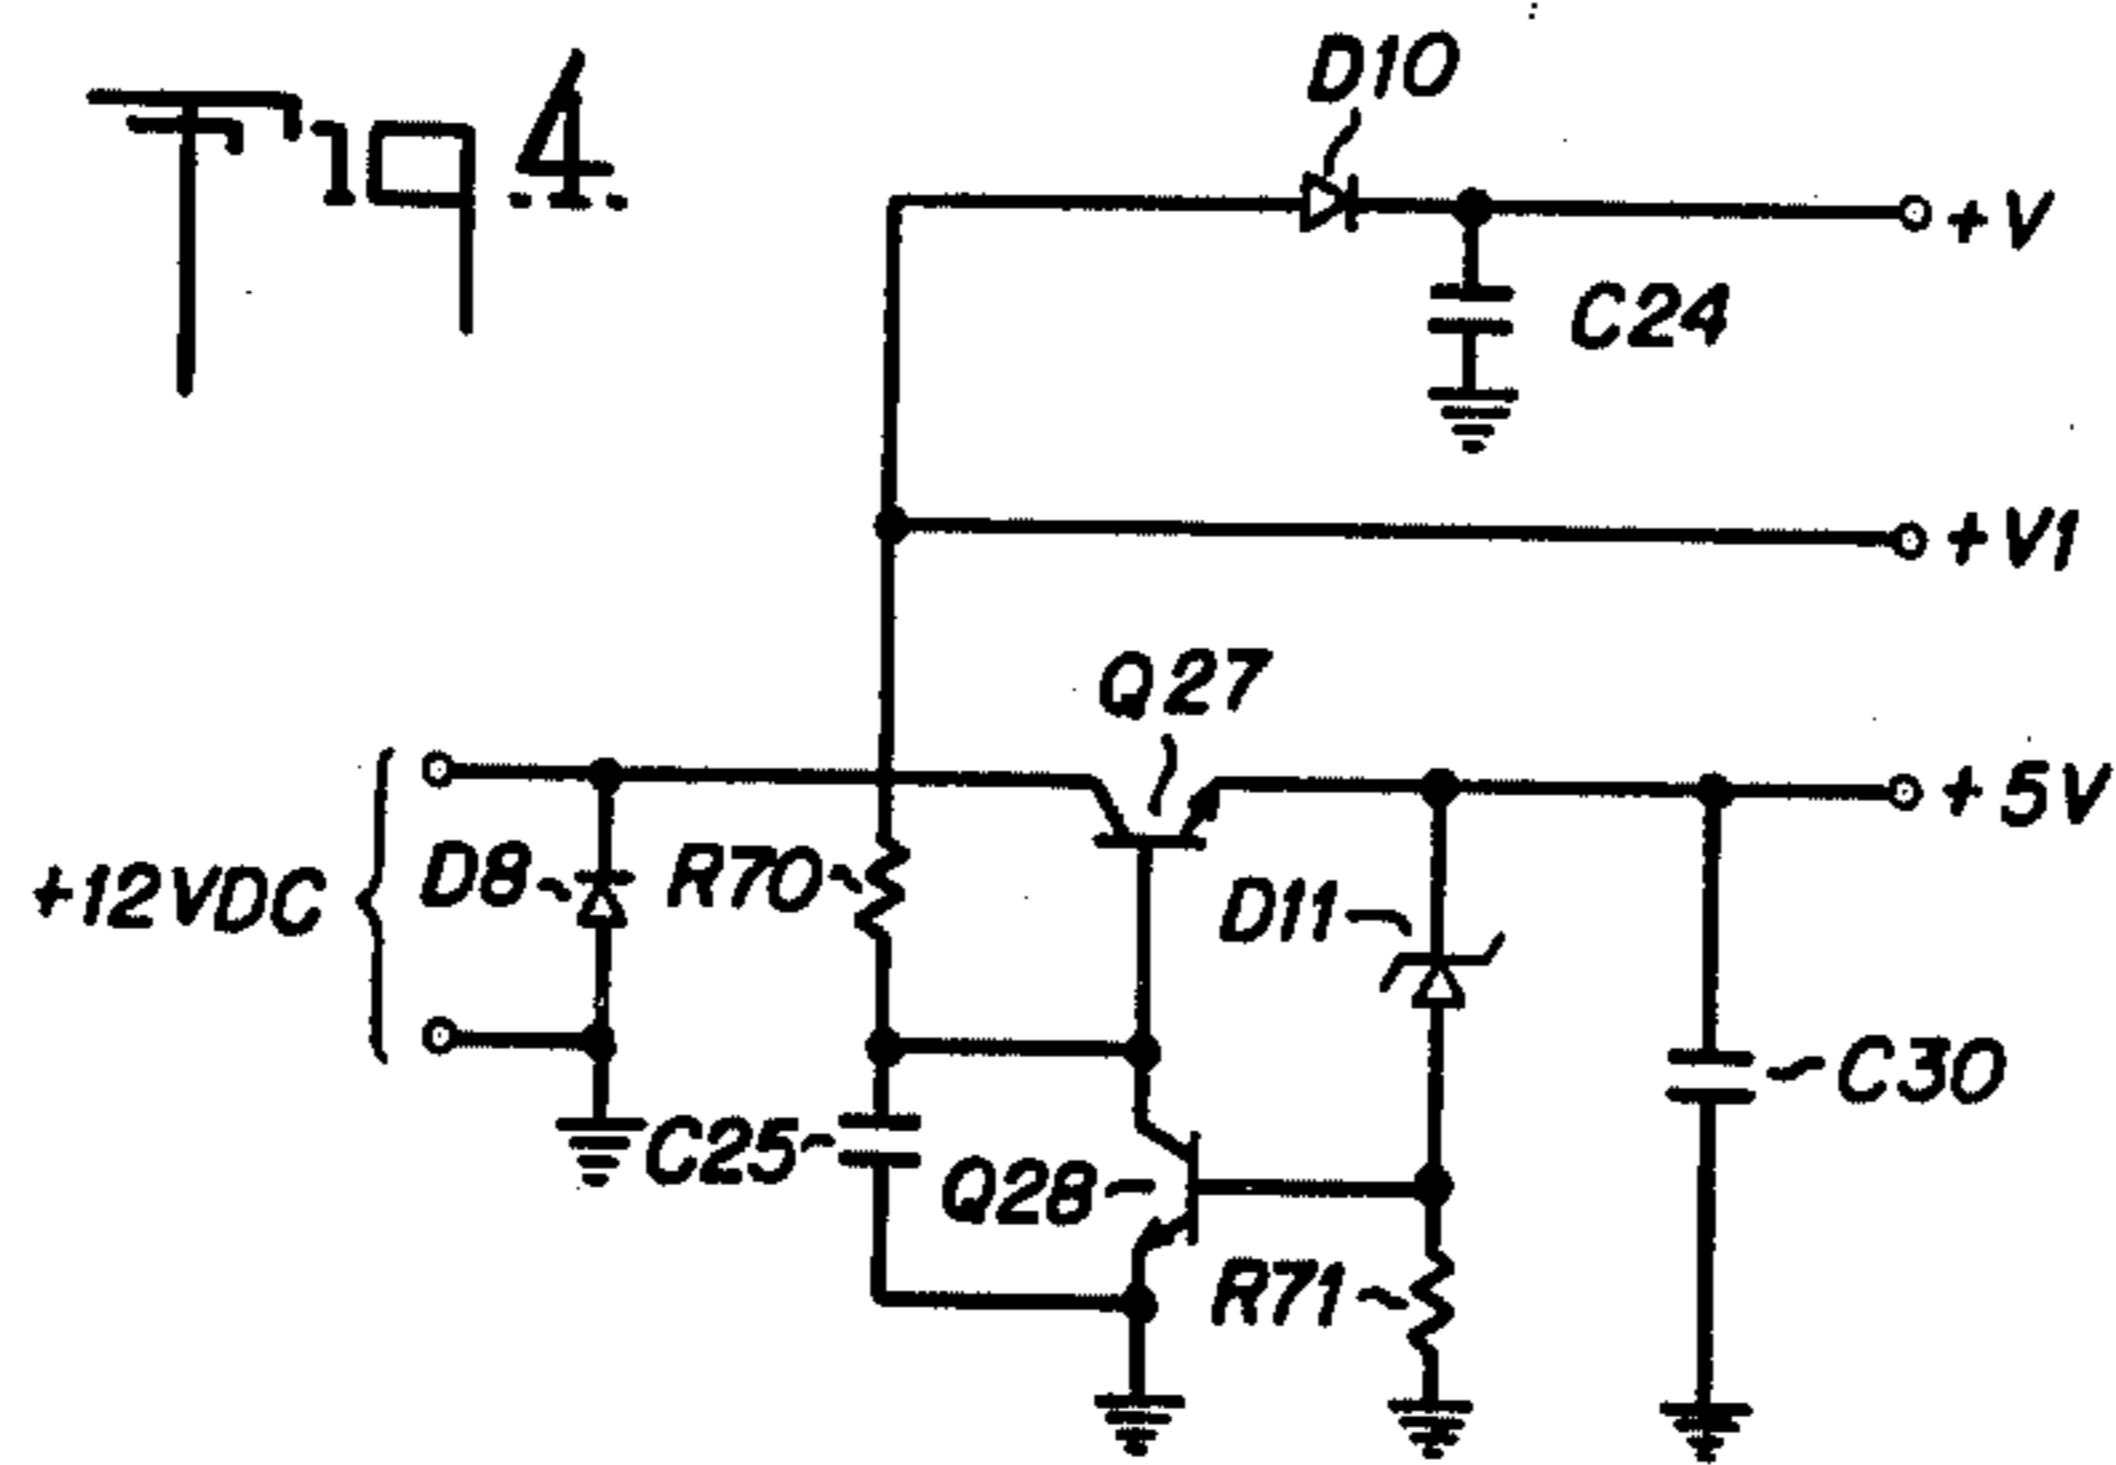 Fig 4.
D10
+V
C24
+V1
Q27
+5V
+12VDC
D8
R70
D11
C30
C25
Q28
R71